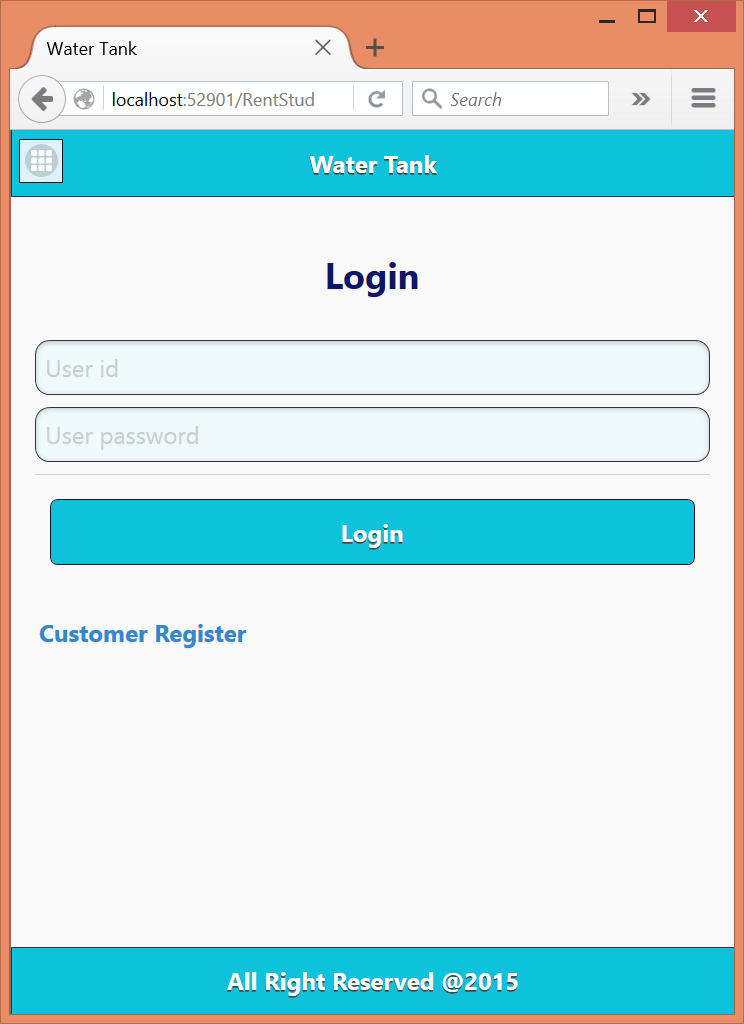 Water Tank
localhost:52901/RentStud
Search
Water Tank
Login
User id
User password
Login
Customer Register
All Right Reserved @2015